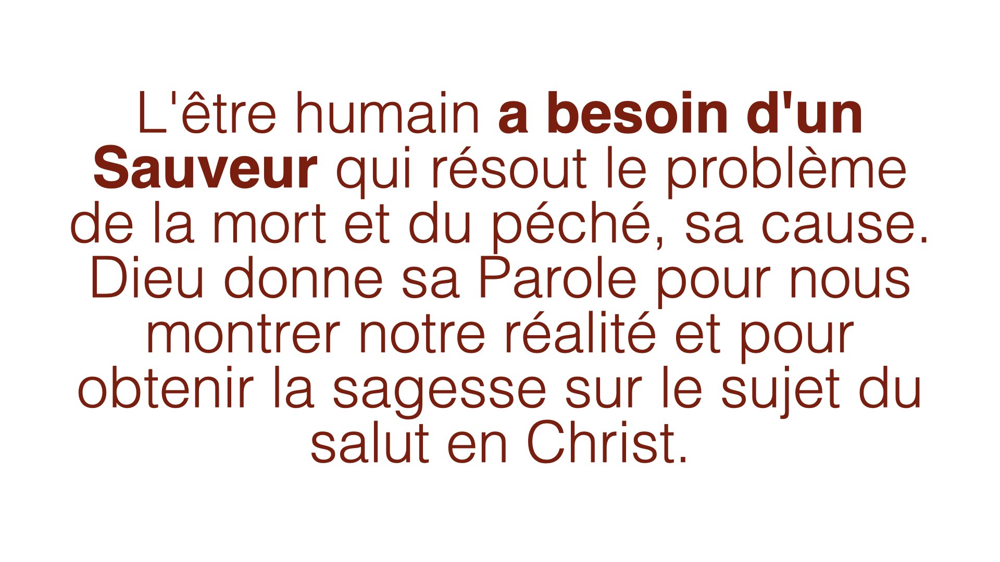 L'être humain a besoin d'un
Sauveur qui résout le problème
de la mort et du péché, sa cause.
Dieu donne sa Parole pour nous
montrer notre réalité et pour
obtenir la sagesse sur le sujet du
salut en Christ.